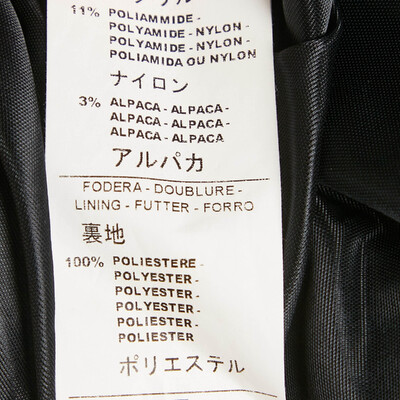 11% POLIAMMIDE -
POLYAMIDE - NYLON -
POLYAMIDE - NYLON -
POLIAMIDA OU NYLON
ナイロン
3% ALPACA - ALPACA -
ALPACA - ALPACA -
ALPACA - ALPACA
アルパカ
FODERA - DOUBLURE -
LINING - FUTTER - FORRO
裏地
100% POLIESTERE -
POLYESTER -
POLYESTER -
POLYESTER -
POLIESTER -
POLIESTER
ポリエステル